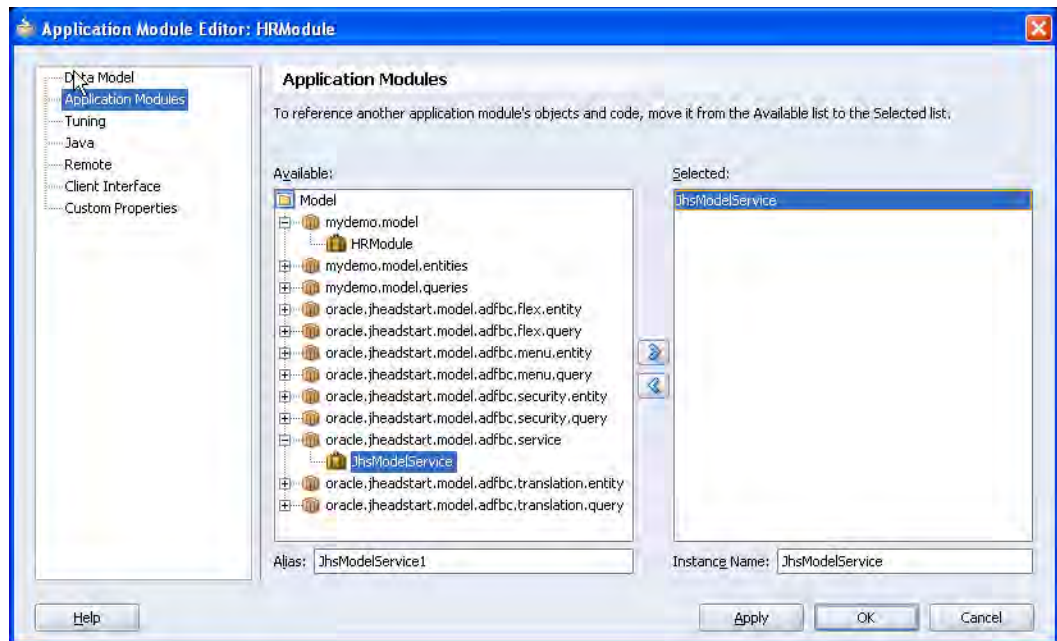 Application Module Editor: HRModule
Data Model
Application Modules
Tuning
Java
Remote
Client Interface
Custom Properties
Application Modules
To reference another application module's objects and code, move it from the Available list to the Selected list.
Available:
Model
mydemo.model
HRModule
mydemo.model.entities
mydemo.model.queries
oracle.jheadstart.model.adfbc.flex.entity
oracle.jheadstart.model.adfbc.flex.query
oracle.jheadstart.model.adfbc.menu.entity
oracle.jheadstart.model.adfbc.menu.query
oracle.jheadstart.model.adfbc.security.entity
oracle.jheadstart.model.adfbc.security.query
oracle.jheadstart.model.adfbc.service
JhsModelService
oracle.jheadstart.model.adfbc.translation.entity
oracle.jheadstart.model.adfbc.translation.query
Alias: JhsModelService1
Selected:
JhsModelService
Instance Name: JhsModelService
Help
Apply
OK
Cancel